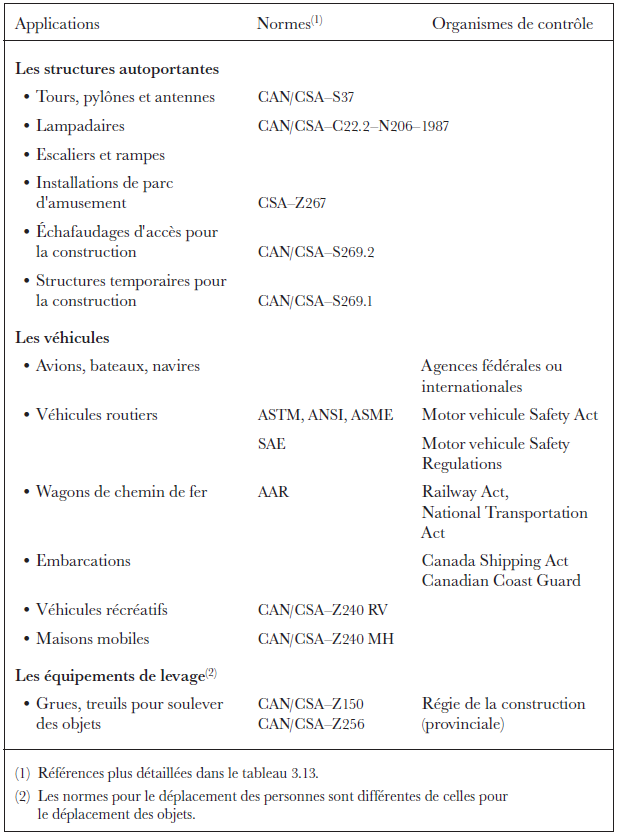 Applications Normes(1) Organismes de contrôle
Les structures autoportantes
• Tours, pylônes et antennes CAN/CSA–S37
• Lampadaires CAN/CSA–C22.2–N206–1987
• Escaliers et rampes
• Installations de parc
d'amusement CSA–Z267
• Échafaudages d'accès pour
la construction CAN/CSA–S269.2
• Structures temporaires pour
la construction CAN/CSA–S269.1
Les véhicules
• Avions, bateaux, navires Agences fédérales ou
internationales
• Véhicules routiers ASTM, ANSI, ASME Motor vehicule Safety Act
SAE Motor vehicule Safety
Regulations
• Wagons de chemin de fer AAR Railway Act,
National Transportation
Act
• Embarcations Canada Shipping Act
Canadian Coast Guard
• Véhicules récréatifs CAN/CSA–Z240 RV
• Maisons mobiles CAN/CSA–Z240 MH
Les équipements de levage(2)
• Grues, treuils pour soulever CAN/CSA–Z150 Régie de la construction
des objets CAN/CSA–Z256 (provinciale)
(1) Références plus détaillées dans le tableau 3.13.
(2) Les normes pour le déplacement des personnes sont différentes de celles pour
le déplacement des objets.